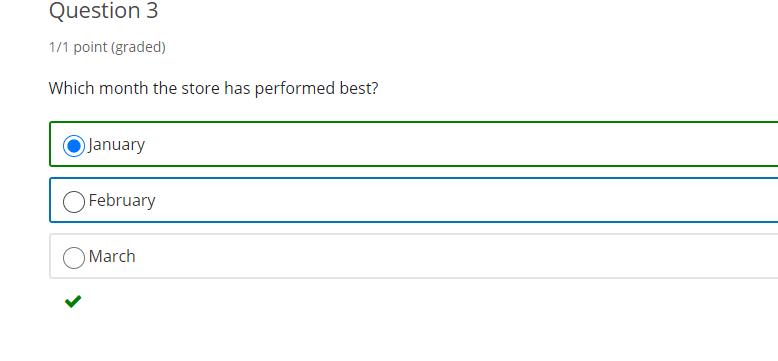 Question 3
1/1 point (graded)
Which month the store has performed best?
January
February
March